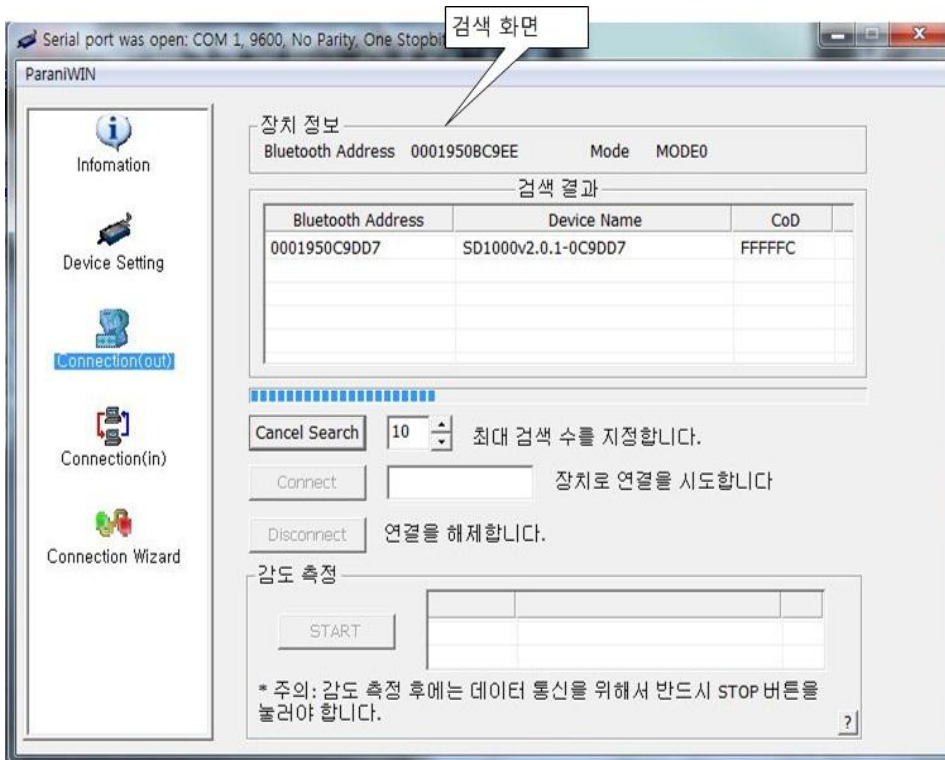 검색 화면
Serial port was open: COM 1, 9600, No Parity, One Stopbit
ParaniWIN
Infomation
Device Setting
Connection(out)
Connection(in)
Connection Wizard
장치 정보
Bluetooth Address 0001950BC9EE Mode MODE0
검색 결과
Bluetooth Address Device Name CoD
0001950C9DD7 SD1000v2.0.1-0C9DD7 FFFFFC
Cancel Search 10 최대 검색 수를 지정합니다.
Connect 장치로 연결을 시도합니다
Disconnect 연결을 해제합니다.
감도 측정
START
* 주의: 감도 측정 후에는 데이터 통신을 위해서 반드시 STOP 버튼을
눌러야 합니다.
?